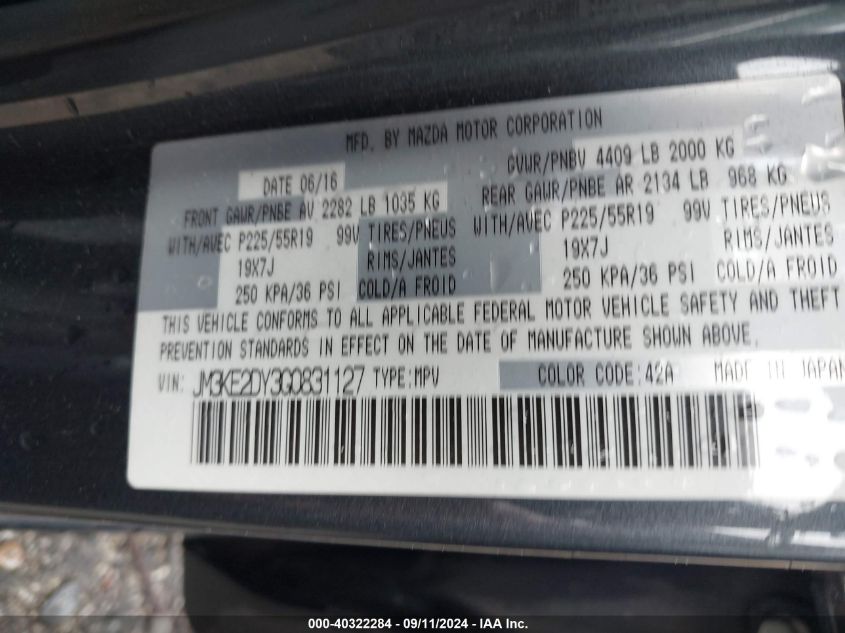 MFD. BY MAZDA MOTOR CORPORATION
DATE 06/16 GVWR/PNBV 4409 LB 2000 KG
FRONT GAWR/PNBE AV 2282 LB 1035 KG REAR GAWR/PNBE AR 2134 LB 968 KG
WITH/AVEC P225/55R19 99V TIRES/PNEUS WITH/AVEC P225/55R19 99V TIRES/PNEUS
19X7J RIMS/JANTES 19X7J RIMS/JANTES
250 KPA/36 PSI COLD/A FROID 250 KPA/36 PSI COLD/A FROID
THIS VEHICLE CONFORMS TO ALL APPLICABLE FEDERAL MOTOR VEHICLE SAFETY AND THEFT
PREVENTION STANDARDS IN EFFECT ON THE DATE OF MANUFACTURE SHOWN ABOVE.
VIN: JM3KE2DY3G0831127 TYPE:MPV COLOR CODE:42A MADE IN JAPAN
000-40322284 - 09/11/2024 - IAAI Inc.